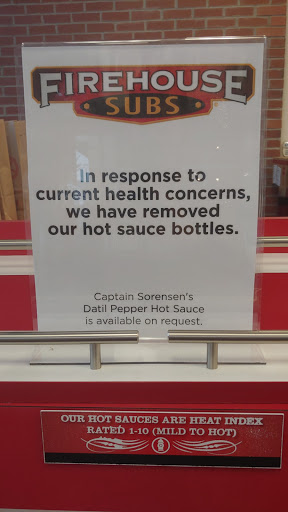 FIREHOUSE
SUBS
In response to
current health concerns,
we have removed
our hot sauce bottles.
Captain Sorensen's
Datil Pepper Hot Sauce
is available on request.
OUR HOT SAUCES ARE HEAT INDEX
RATED 1-10 (MILD TO HOT)